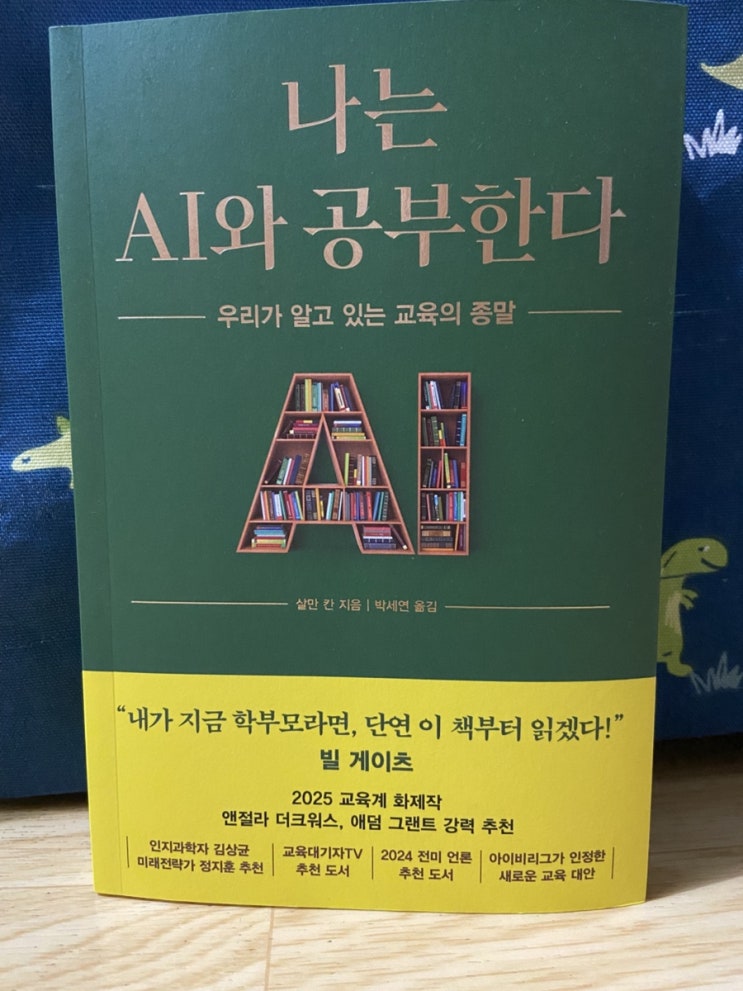 나는
AI와 공부한다
우리가 알고 있는 교육의 종말
AI
살만 칸 지음 | 박세연 옮김
“내가 지금 학부모라면, 단연 이 책부터 읽겠다!”
빌 게이츠
2025 교육계 화제작
앤절라 더크워스, 애덤 그랜트 강력 추천
인지과학자 김상균
미래전략가 정지훈 추천
교육대기자TV
추천 도서
2024 전미 언론
추천 도서
아이비리그가 인정한
새로운 교육 대안